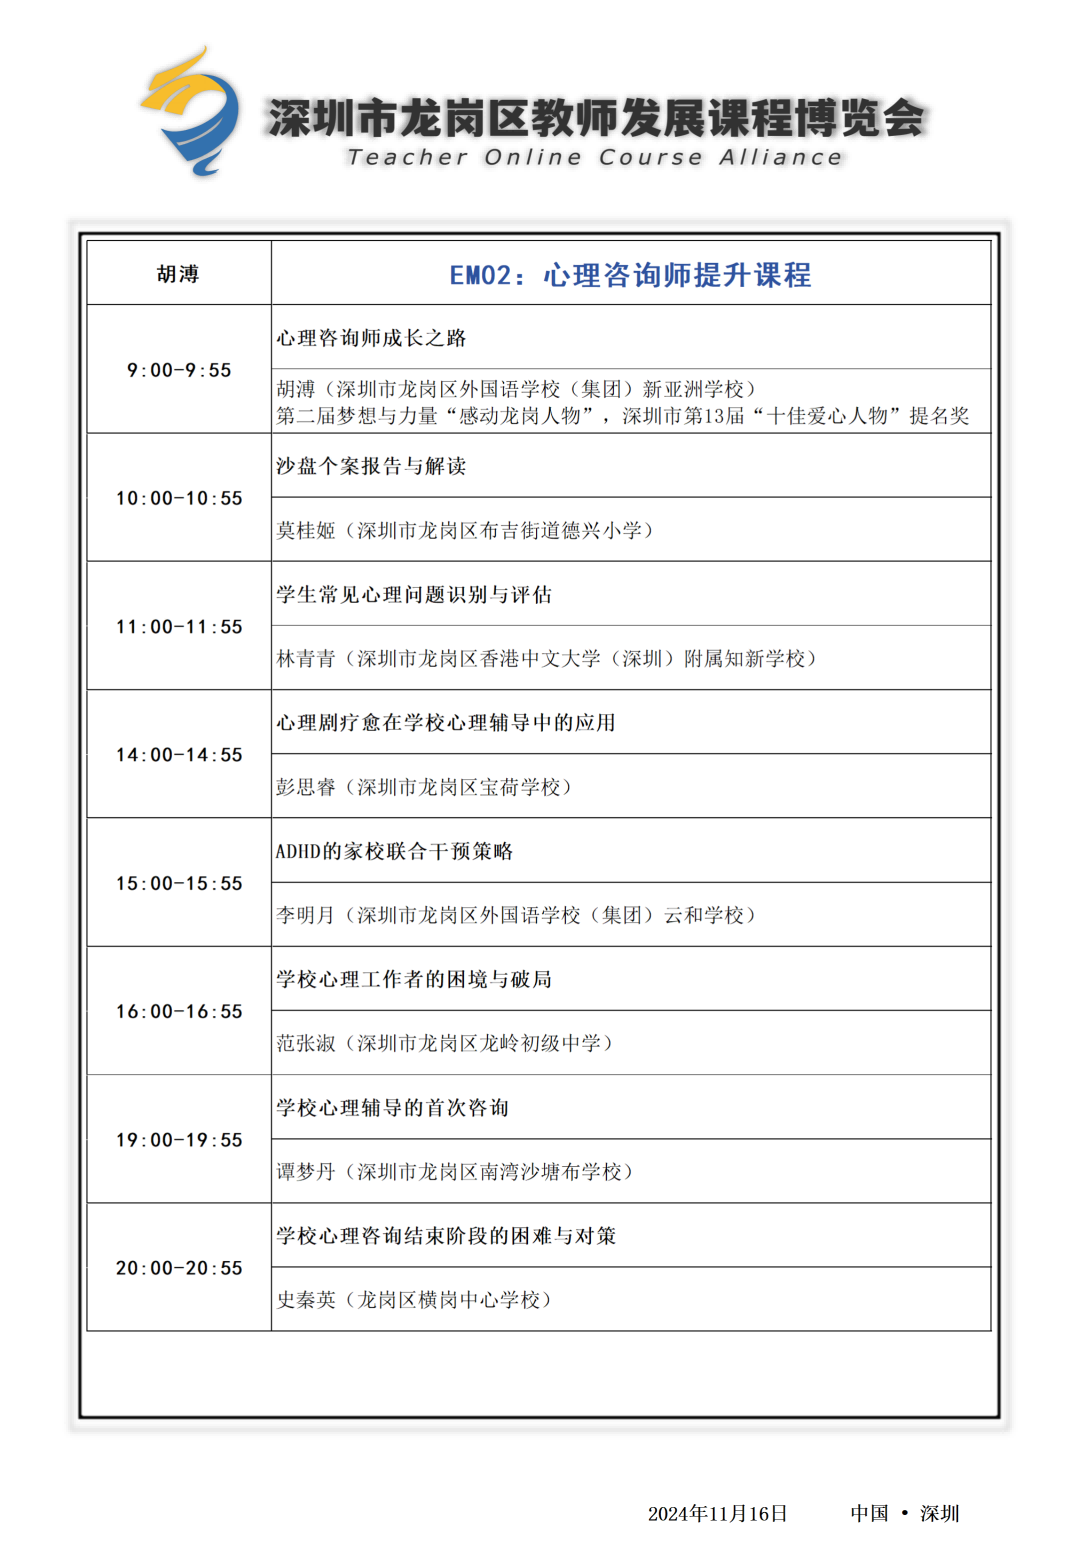 深圳市龙岗区教师发展课程博览会
Teacher Online Course Alliance
胡溥
EM02：心理咨询师提升课程
9:00-9:55
心理咨询师成长之路
胡溥（深圳市龙岗区外国语学校（集团）新亚洲学校）
第二届梦想与力量“感动龙岗人物”，深圳市第13届“十佳爱心人物”提名奖
10:00-10:55
沙盘个案报告与解读
莫桂姬（深圳市龙岗区布吉街道德兴小学）
11:00-11:55
学生常见心理问题识别与评估
林青青（深圳市龙岗区香港中文大学（深圳）附属知新学校）
14:00-14:55
心理剧疗愈在学校心理辅导中的应用
彭思睿（深圳市龙岗区宝荷学校）
15:00-15:55
ADHD的家校联合干预策略
李明月（深圳市龙岗区外国语学校（集团）云和学校）
16:00-16:55
学校心理工作者的困境与破局
范张淑（深圳市龙岗区龙岭初级中学）
19:00-19:55
学校心理辅导的首次咨询
谭梦丹（深圳市龙岗区南湾沙塘布学校）
20:00-20:55
学校心理咨询结束阶段的困难与对策
史秦英（龙岗区横岗中心学校）
2024年11月16日 中国 • 深圳